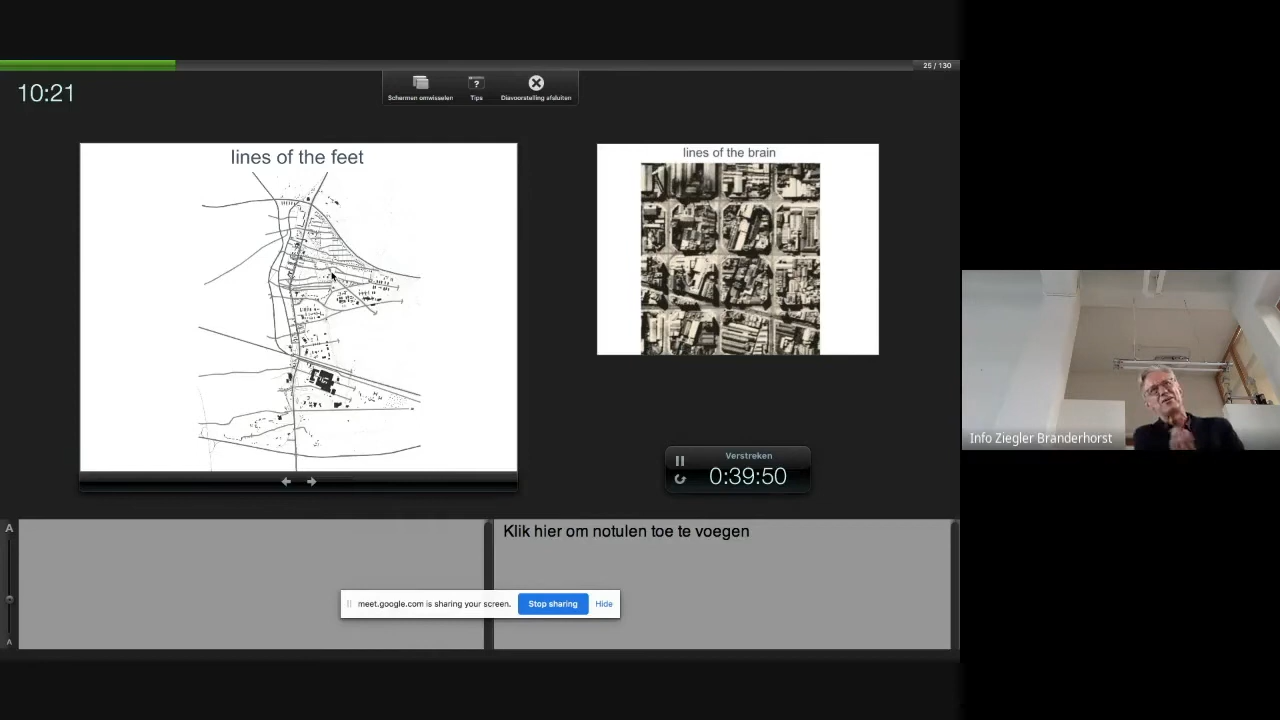 25 / 130
10:21
Schermen omwisselen
Tips
Diavoorstelling afsluiten
lines of the feet
lines of the brain
Info Ziegler Branderhorst
Verstreken
0:39:50
A
Klik hier om notulen toe te voegen
meet.google.com is sharing your screen.
Stop sharing
Hide
A